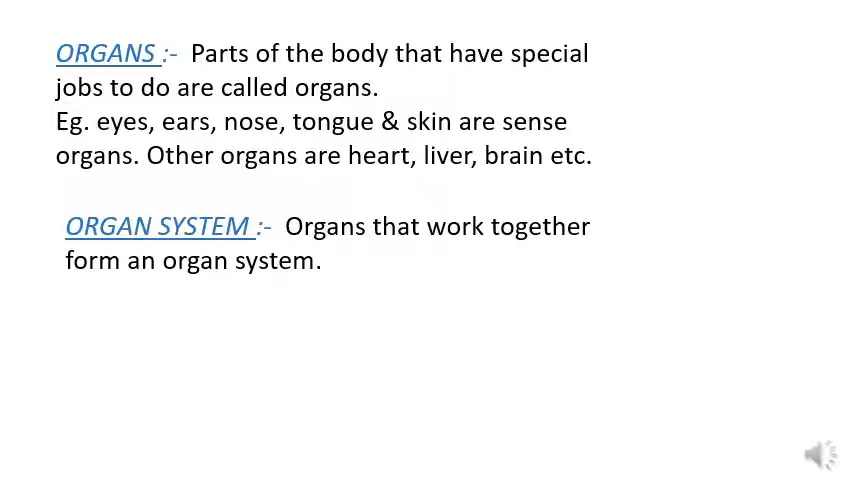 ORGANS :- Parts of the body that have special
jobs to do are called organs.
Eg. eyes, ears, nose, tongue & skin are sense
organs. Other organs are heart, liver, brain etc.
ORGAN SYSTEM :- Organs that work together
form an organ system.